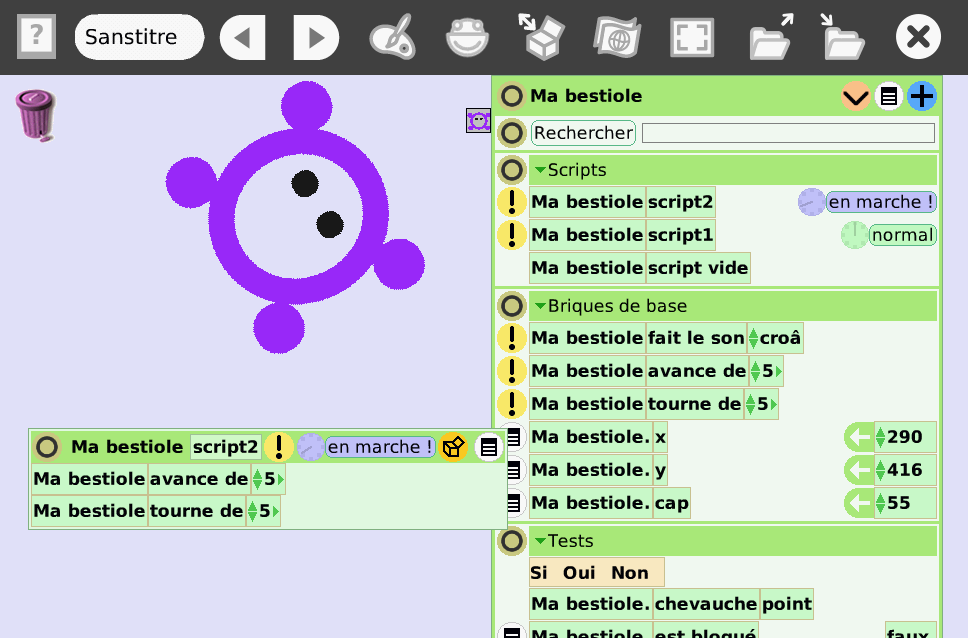 ? Sanstitre
Ma bestiole
Rechercher
Scripts
! Ma bestiole script2 en marche !
! Ma bestiole script1 normal
Ma bestiole script vide
Briques de base
! Ma bestiole fait le son croâ
! Ma bestiole avance de 5
! Ma bestiole tourne de 5
Ma bestiole. x 290
Ma bestiole. y 416
Ma bestiole. cap 55
Tests
Si Oui Non
Ma bestiole. chevauche point
Ma bestiole. est bloqué faux
Ma bestiole script2 ! en marche !
Ma bestiole avance de 5
Ma bestiole tourne de 5